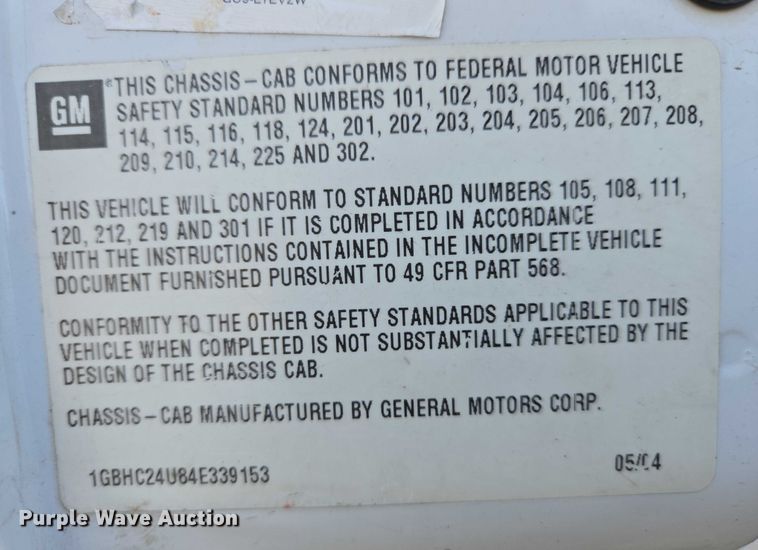 GM
*THIS CHASSIS-CAB CONFORMS TO FEDERAL MOTOR VEHICLE
SAFETY STANDARD NUMBERS 101, 102, 103, 104, 106, 113,
114, 115, 116, 118, 124, 201, 202, 203, 204, 205, 206, 207, 208,
209, 210, 214, 225 AND 302.
THIS VEHICLE WILL CONFORM TO STANDARD NUMBERS 105, 108, 111,
120, 212, 219 AND 301 IF IT IS COMPLETED IN ACCORDANCE
WITH THE INSTRUCTIONS CONTAINED IN THE INCOMPLETE VEHICLE
DOCUMENT FURNISHED PURSUANT TO 49 CFR PART 568.
CONFORMITY TO THE OTHER SAFETY STANDARDS APPLICABLE TO THIS
VEHICLE WHEN COMPLETED IS NOT SUBSTANTIALLY AFFECTED BY THE
DESIGN OF THE CHASSIS CAB.
CHASSIS-CAB MANUFACTURED BY GENERAL MOTORS CORP.
1GBHC24U84E339153
05/04
Purple Wave Auction